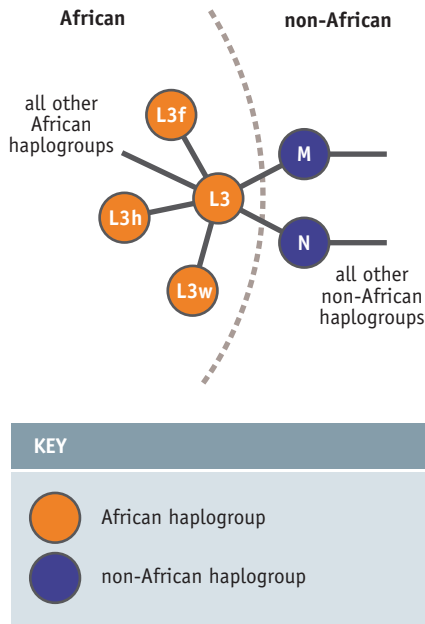 African
non-African
all other
African
haplogroups
L3f
M
L3
L3h
N
L3w
all other
non-African
haplogroups
KEY
African haplogroup
non-African haplogroup